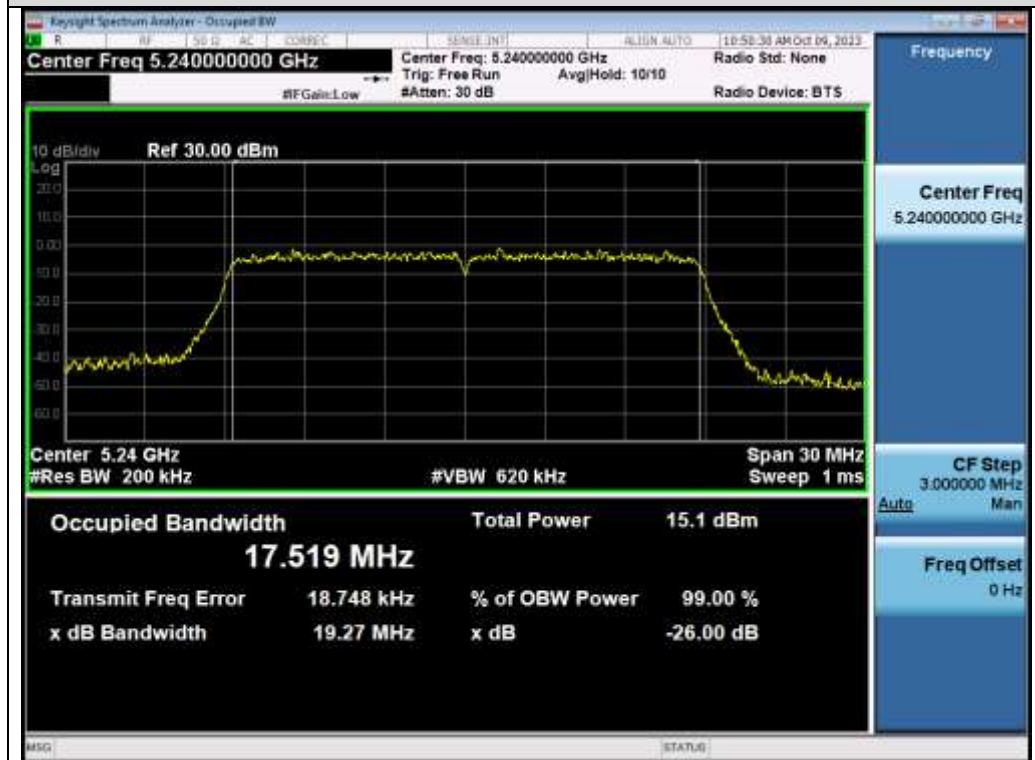 Keysight Spectrum Analyzer - Occupied BW
R RF 50 Ω AC CORREC SENSE:INT ALIGN AUTO 10:50:38 AM Oct 09, 2023
Center Freq 5.240000000 GHz
Center Freq: 5.240000000 GHz
Radio Std: None
Trig: Free Run Avg|Hold: 10/10
#IFGain:Low
#Atten: 30 dB
Radio Device: BTS
Frequency
10 dB/div Ref 30.00 dBm
Log
20.0
10.0
0.00
-10.0
-20.0
-30.0
-40.0
-50.0
-60.0
Center Freq
5.240000000 GHz
Center 5.24 GHz Span 30 MHz
#Res BW 200 kHz #VBW 620 kHz Sweep 1 ms
CF Step
3.000000 MHz
Auto Man
Occupied Bandwidth Total Power 15.1 dBm
17.519 MHz
Freq Offset
0 Hz
Transmit Freq Error 18.748 kHz % of OBW Power 99.00 %
x dB Bandwidth 19.27 MHz x dB -26.00 dB
MSG STATUS